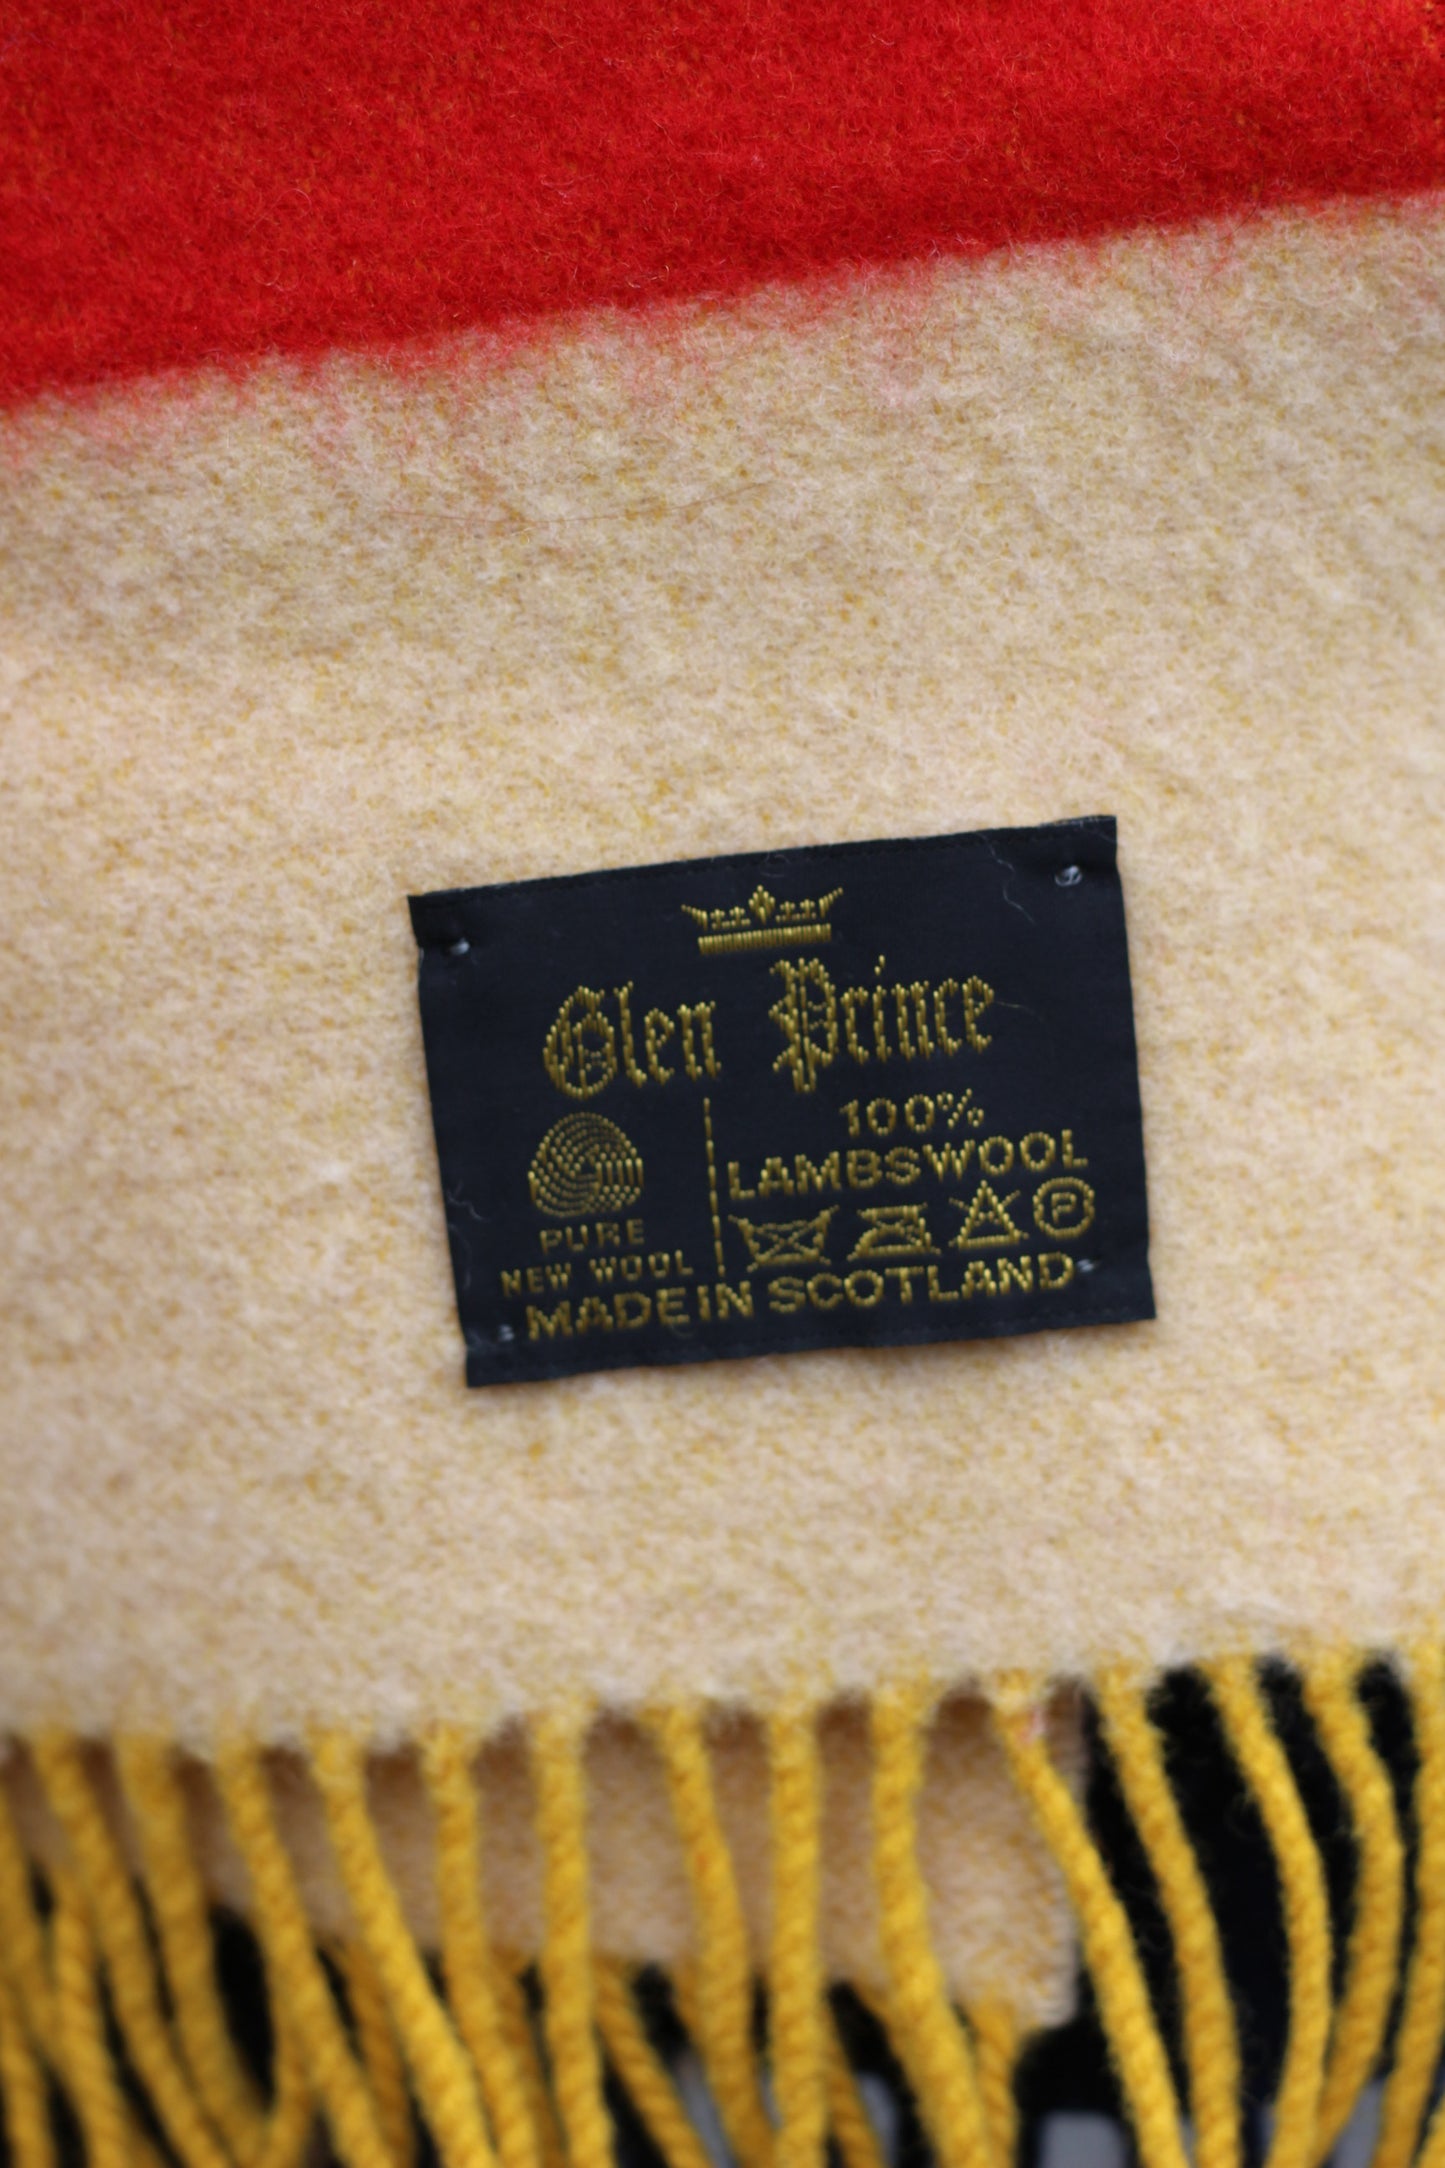 Glen Prince
100%
LAMBSWOOL
PURE
NEW WOOL
P
MADE IN SCOTLAND